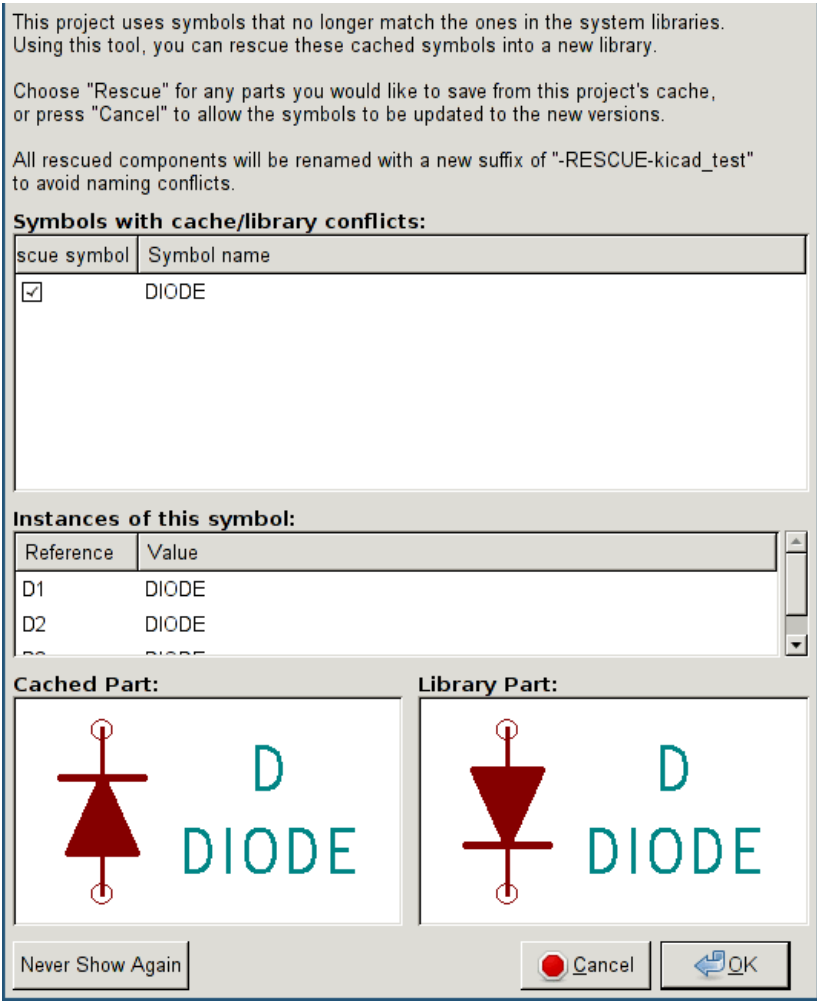 This project uses symbols that no longer match the ones in the system libraries.
Using this tool, you can rescue these cached symbols into a new library.
Choose "Rescue" for any parts you would like to save from this project's cache,
or press "Cancel" to allow the symbols to be updated to the new versions.
All rescued components will be renamed with a new suffix of "-RESCUE-kicad_test"
to avoid naming conflicts.
Symbols with cache/library conflicts:
scue symbol Symbol name
DIODE
Instances of this symbol:
Reference Value
D1 DIODE
D2 DIODE
Cached Part: Library Part:
D D
DIODE DIODE
Never Show Again Cancel OK